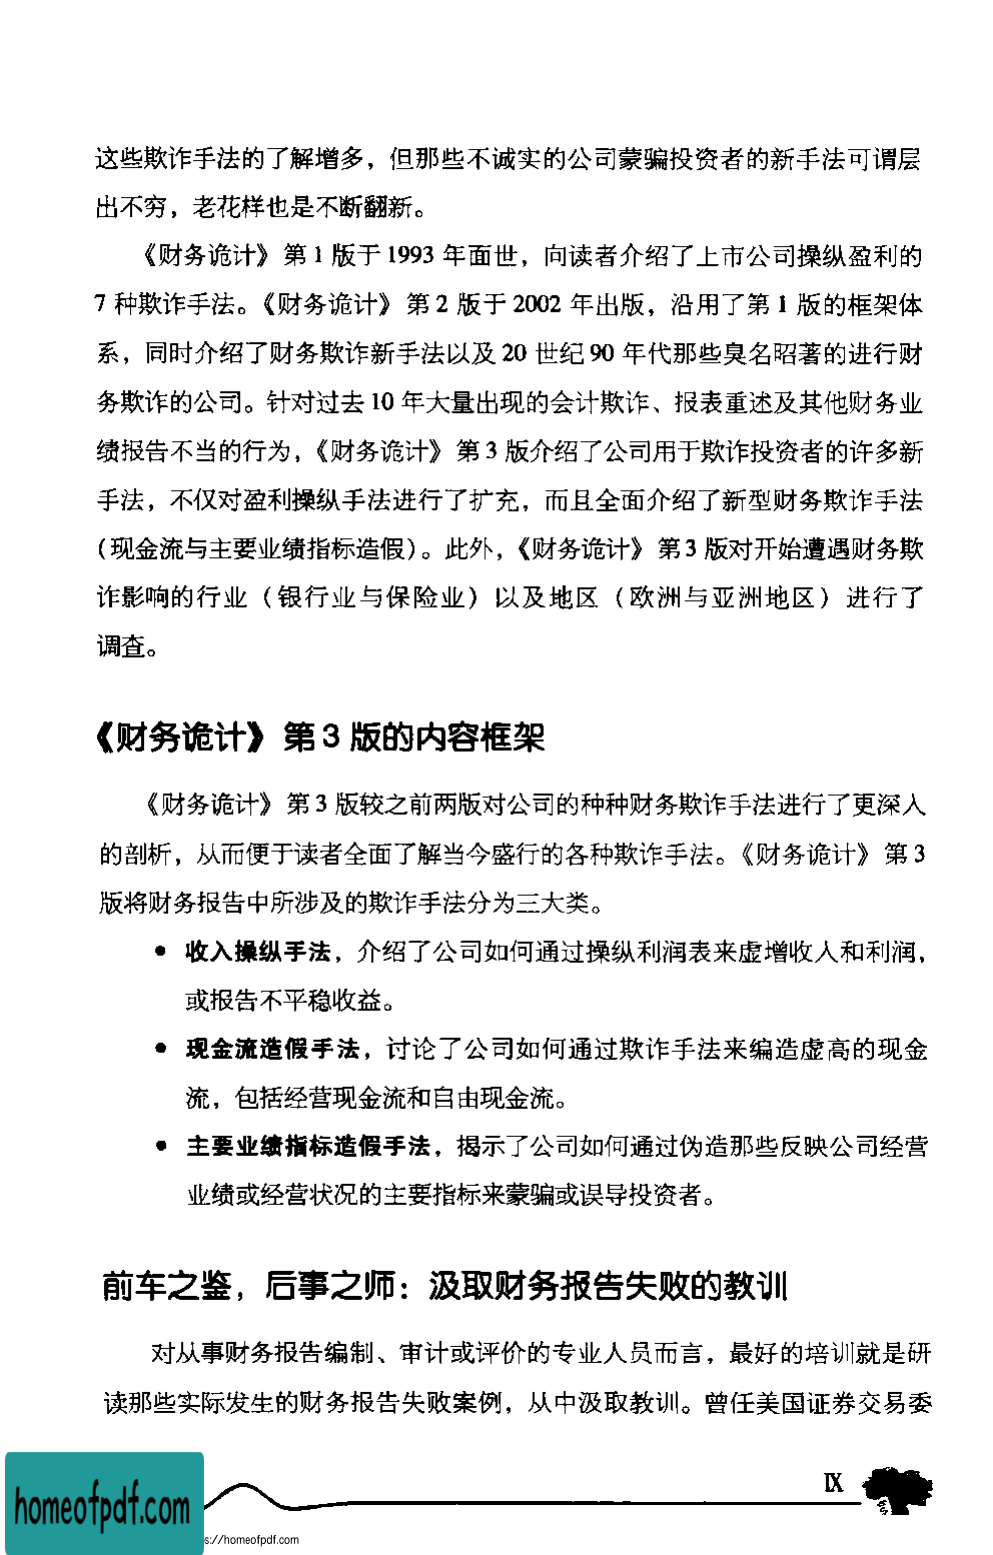 这些欺诈手法的了解增多，但那些不诚实的公司蒙骗投资者的新手法可谓层
出不穷，老花样也是不断翻新。
《财务诡计》第 1 版于 1993 年面世，向读者介绍了上市公司操纵盈利的
7 种欺诈手法。《财务诡计》第 2 版于 2002 年出版，沿用了第 1 版的框架体
系，同时介绍了财务欺诈新手法以及 20 世纪 90 年代那些臭名昭著的进行财
务欺诈的公司。针对过去 10 年大量出现的会计欺诈、报表重述及其他财务业
绩报告不当的行为，《财务诡计》第 3 版介绍了公司用于欺诈投资者的许多新
手法，不仅对盈利操纵手法进行了扩充，而且全面介绍了新型财务欺诈手法
（现金流与主要业绩指标造假）。此外，《财务诡计》第 3 版对开始遭遇财务欺
诈影响的行业（银行业与保险业）以及地区（欧洲与亚洲地区）进行了
调查。
《财务诡计》第 3 版的内容框架
《财务诡计》第 3 版较之前两版对公司的种种财务欺诈手法进行了更深入
的剖析，从而便于读者全面了解当今盛行的各种欺诈手法。《财务诡计》第 3
版将财务报告中所涉及的欺诈手法分为三大类。
● 收入操纵手法，介绍了公司如何通过操纵利润表来虚增收入和利润，
或报告不平稳收益。
● 现金流造假手法，讨论了公司如何通过欺诈手法来编造虚高的现金
流，包括经营现金流和自由现金流。
● 主要业绩指标造假手法，揭示了公司如何通过伪造那些反映公司经营
业绩或经营状况的主要指标来蒙骗或误导投资者。
前车之鉴，后事之师：汲取财务报告失败的教训
对从事财务报告编制、审计或评价的专业人员而言，最好的培训就是研
读那些实际发生的财务报告失败案例，从中汲取教训。曾任美国证券交易委
IX
homeofpdf.com
s://homeofpdf.com